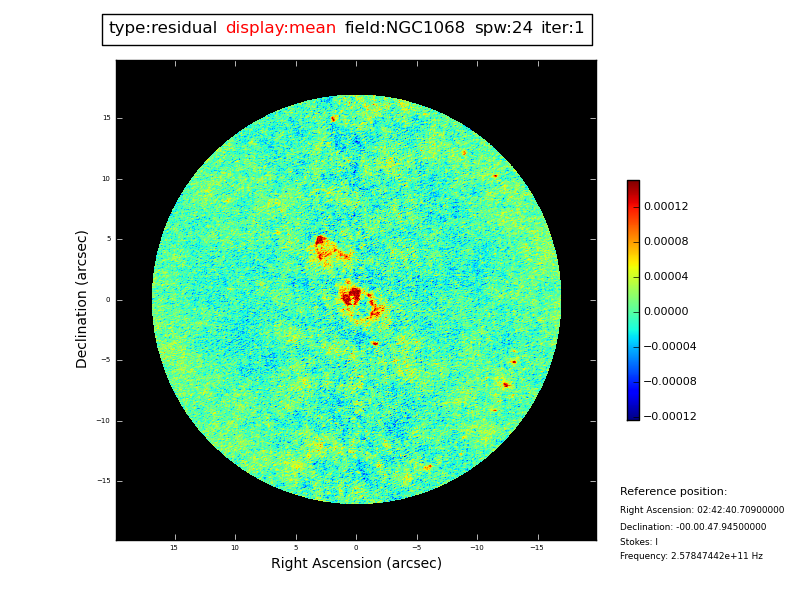 type:residual display:mean field:NGC1068 spw:24 iter:1
15
10
5
0
−5
−10
−15
Declination (arcsec)
15
10
5
0
−5
−10
−15
Right Ascension (arcsec)
0.00012
0.00008
0.00004
0.00000
−0.00004
−0.00008
−0.00012
Reference position:
Right Ascension: 02:42:40.70900000
Declination: -00.00.47.94500000
Stokes: I
Frequency: 2.57847442e+11 Hz